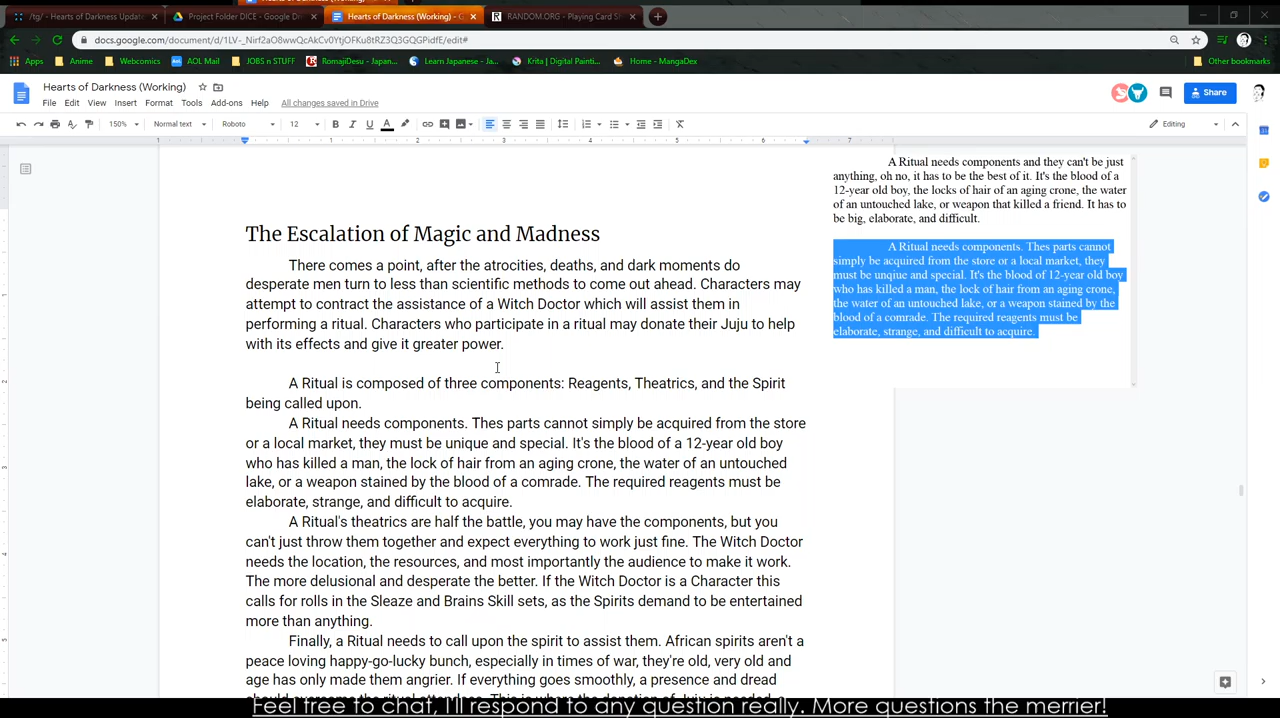 /tg/ - Hearts of Darkness Updat
Project Folder DICE - Google Dri
Hearts of Darkness (Working) - G
RANDOM.ORG - Playing Card Sh
docs.google.com/document/d/1LV-_Nirf2aO8wwQcAkCv0YtjOFKu8tRZ3Q3GQGPidfE/edit#
Apps Anime Webcomics AOL Mail JOBS n STUFF RomajiDesu - Japan... Learn Japanese - Ja... Krita | Digital Painti... Home - MangaDex Other bookmarks
Hearts of Darkness (Working)
File Edit View Insert Format Tools Add-ons Help All changes saved in Drive
Share
150% Normal text Roboto 12 B I U A Editing
1 1 2 3 4 5 6 7
The Escalation of Magic and Madness
There comes a point, after the atrocities, deaths, and dark moments do
desperate men turn to less than scientific methods to come out ahead. Characters may
attempt to contract the assistance of a Witch Doctor which will assist them in
performing a ritual. Characters who participate in a ritual may donate their Juju to help
with its effects and give it greater power.
A Ritual is composed of three components: Reagents, Theatrics, and the Spirit
being called upon.
A Ritual needs components. Thes parts cannot simply be acquired from the store
or a local market, they must be unique and special. It's the blood of a 12-year old boy
who has killed a man, the lock of hair from an aging crone, the water of an untouched
lake, or a weapon stained by the blood of a comrade. The required reagents must be
elaborate, strange, and difficult to acquire.
A Ritual's theatrics are half the battle, you may have the components, but you
can't just throw them together and expect everything to work just fine. The Witch Doctor
needs the location, the resources, and most importantly the audience to make it work.
The more delusional and desperate the better. If the Witch Doctor is a Character this
calls for rolls in the Sleaze and Brains Skill sets, as the Spirits demand to be entertained
more than anything.
Finally, a Ritual needs to call upon the spirit to assist them. African spirits aren't a
peace loving happy-go-lucky bunch, especially in times of war, they're old, very old and
age has only made them angrier. If everything goes smoothly, a presence and dread
A Ritual needs components and they can't be just
anything, oh no, it has to be the best of it. It's the blood of a
12-year old boy, the locks of hair of an aging crone, the water
of an untouched lake, or weapon that killed a friend. It has to
be big, elaborate, and difficult.
A Ritual needs components. Thes parts cannot
simply be acquired from the store or a local market, they
must be unqiue and special. It's the blood of 12-year old boy
who has killed a man, the lock of hair from an aging crone,
the water of an untouched lake, or a weapon stained by the
blood of a comrade. The required reagents must be
elaborate, strange, and difficult to acquire.
Feel free to chat, I'll respond to any question really. More questions the merrier!